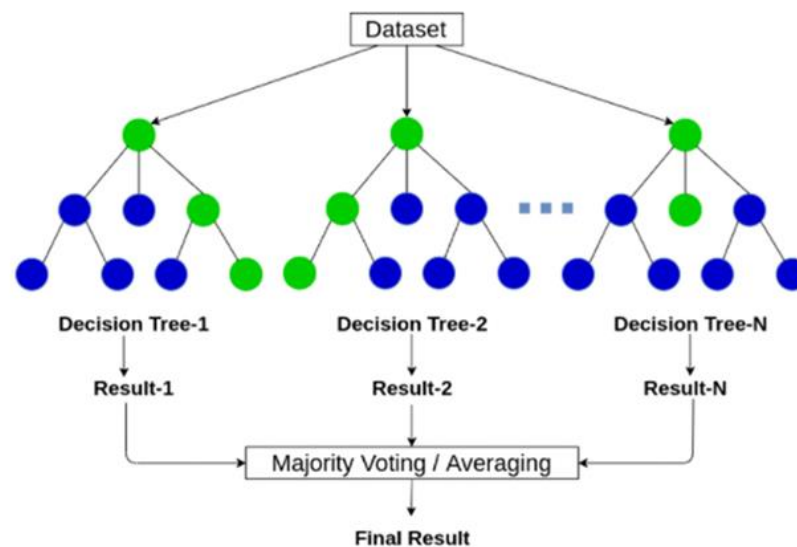 Dataset
Decision Tree-1
Decision Tree-2
Decision Tree-N
Result-1
Result-2
Result-N
Majority Voting / Averaging
Final Result